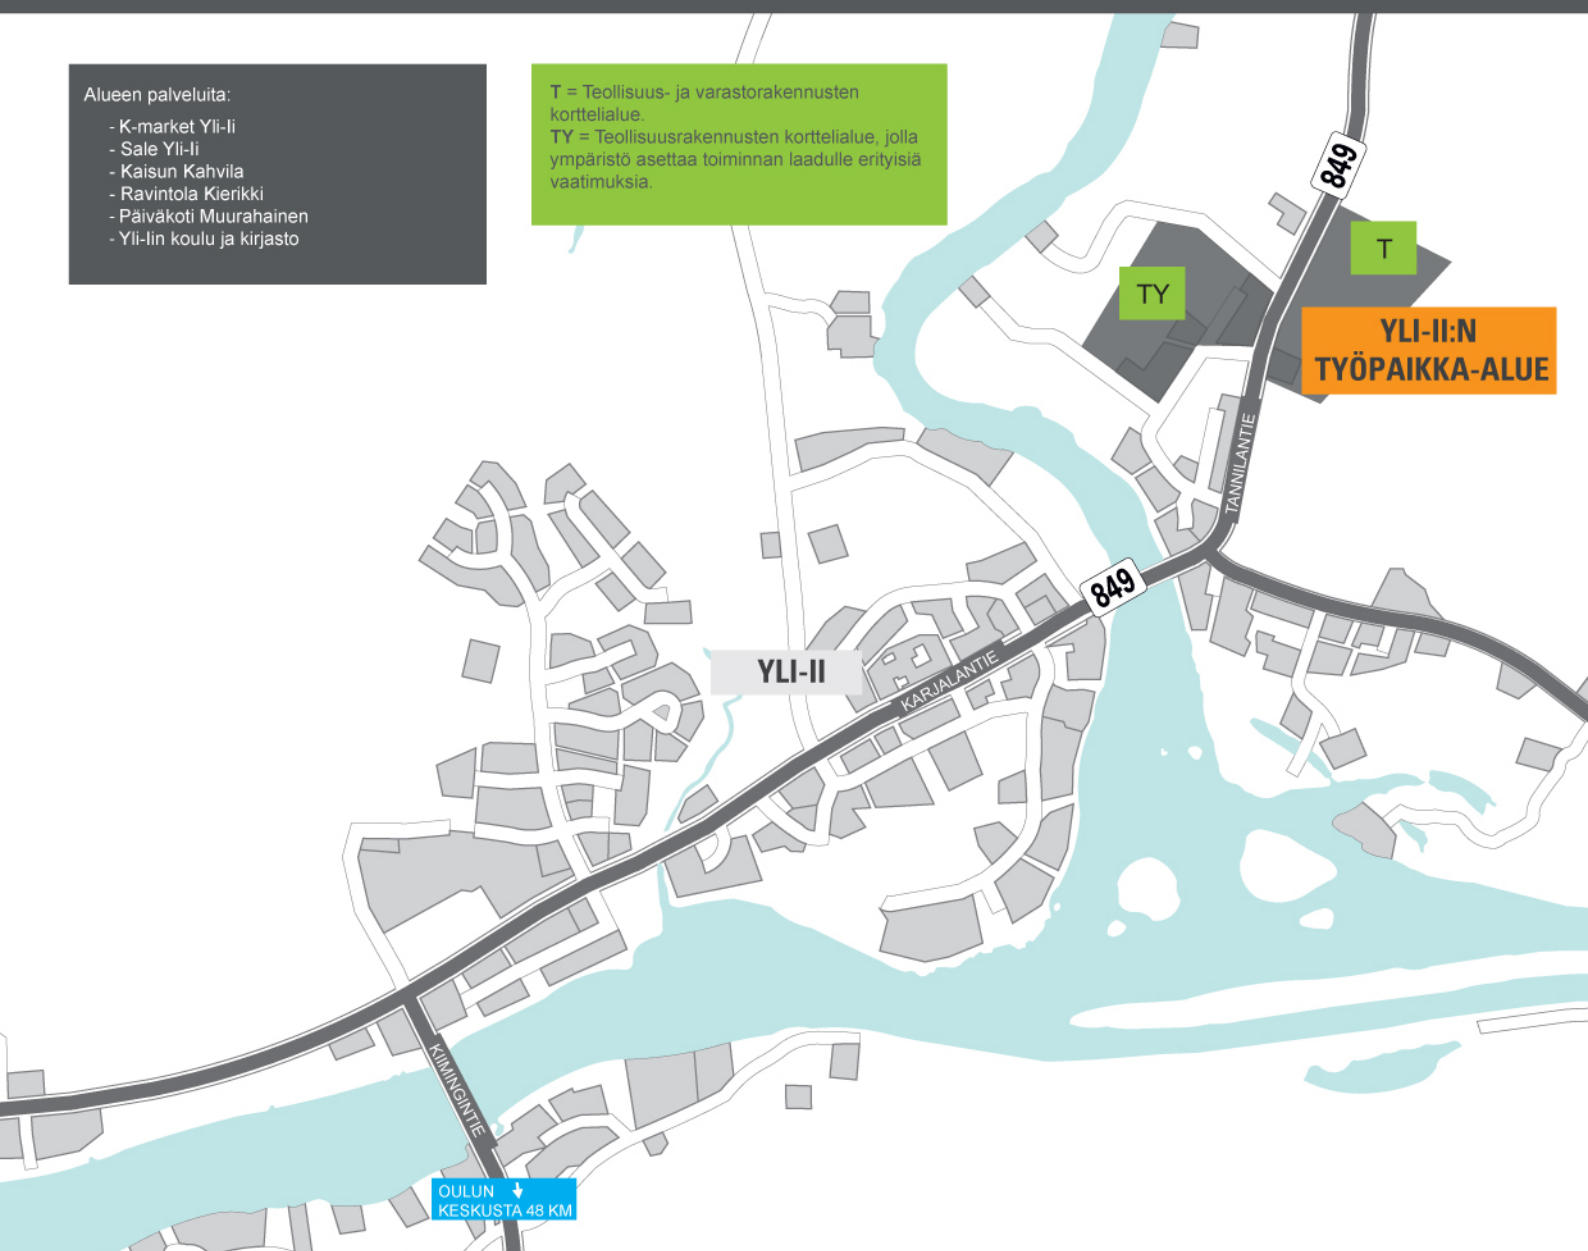 Alueen palveluita:
- K-market Yli-Ii
- Sale Yli-Ii
- Kaisun Kahvila
- Ravintola Kierikki
- Päiväkoti Muurahainen
- Yli-Iin koulu ja kirjasto
T = Teollisuus- ja varastorakennusten
korttelialue.
TY = Teollisuusrakennusten korttelialue, jolla
ympäristö asettaa toiminnan laadulle erityisiä
vaatimuksia.
849
T
TY
YLI-II:N
TYÖPAIKKA-ALUE
TANNILANTIE
849
YLI-II
KARJALANTIE
KIIMINGINTIE
OULUN
KESKUSTA 48 KM